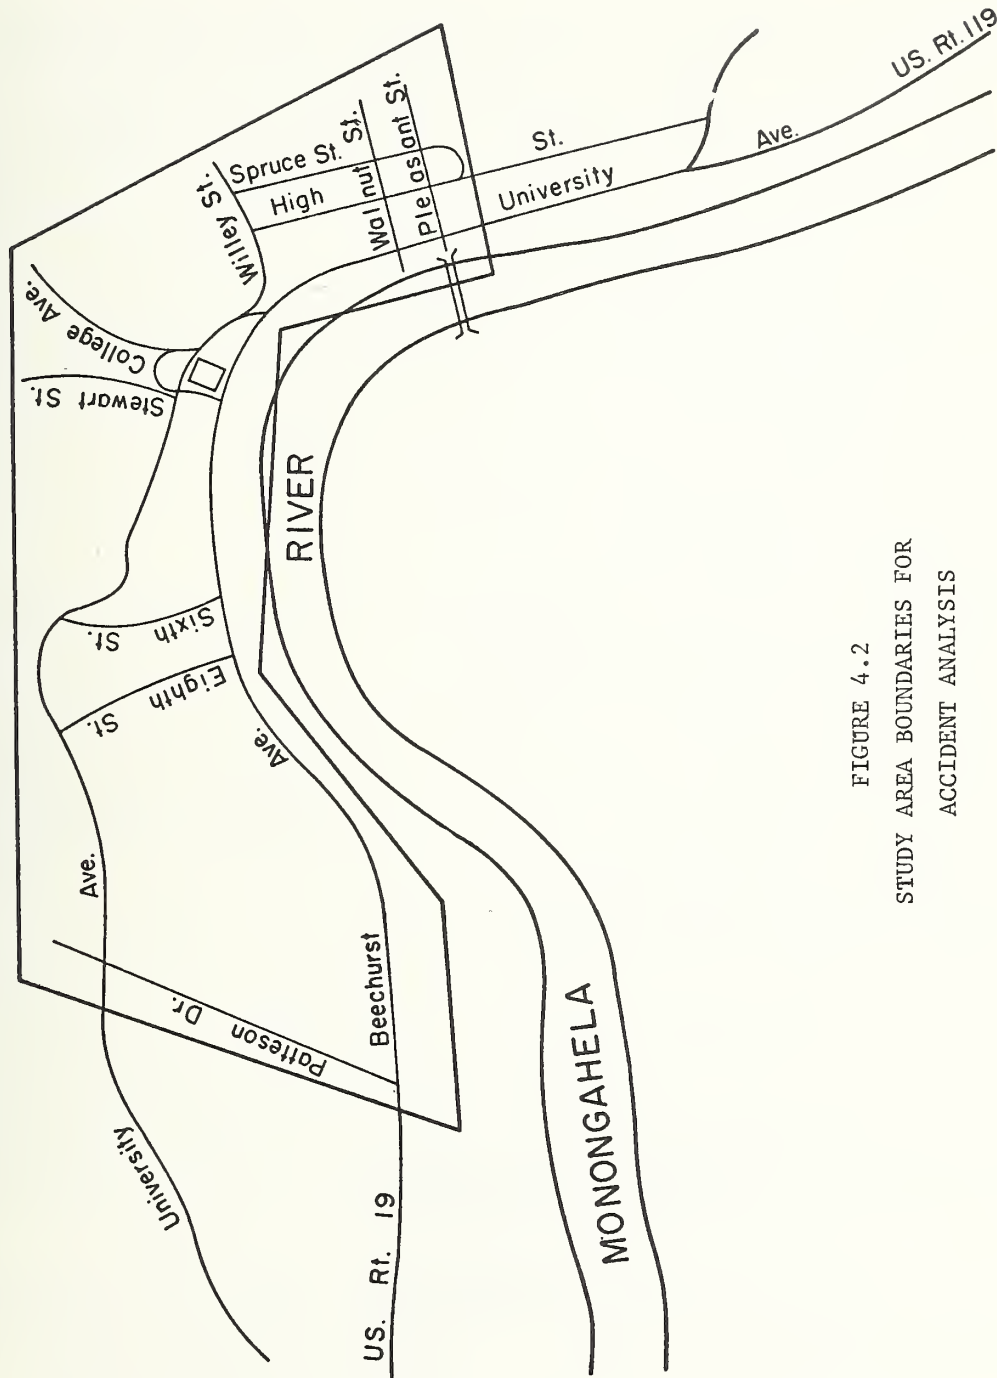 US. Rt. 119
Ave.
University
St.
High
Spruce St.
Walnut St.
Pleasant St.
Willey St.
College Ave.
Stewart St.
RIVER
Sixth St.
Eighth St.
Ave.
Beechurst
Ave.
University
Patteson Dr.
MONONGAHELA
US. Rt. 19
FIGURE 4.2
STUDY AREA BOUNDARIES FOR
ACCIDENT ANALYSIS